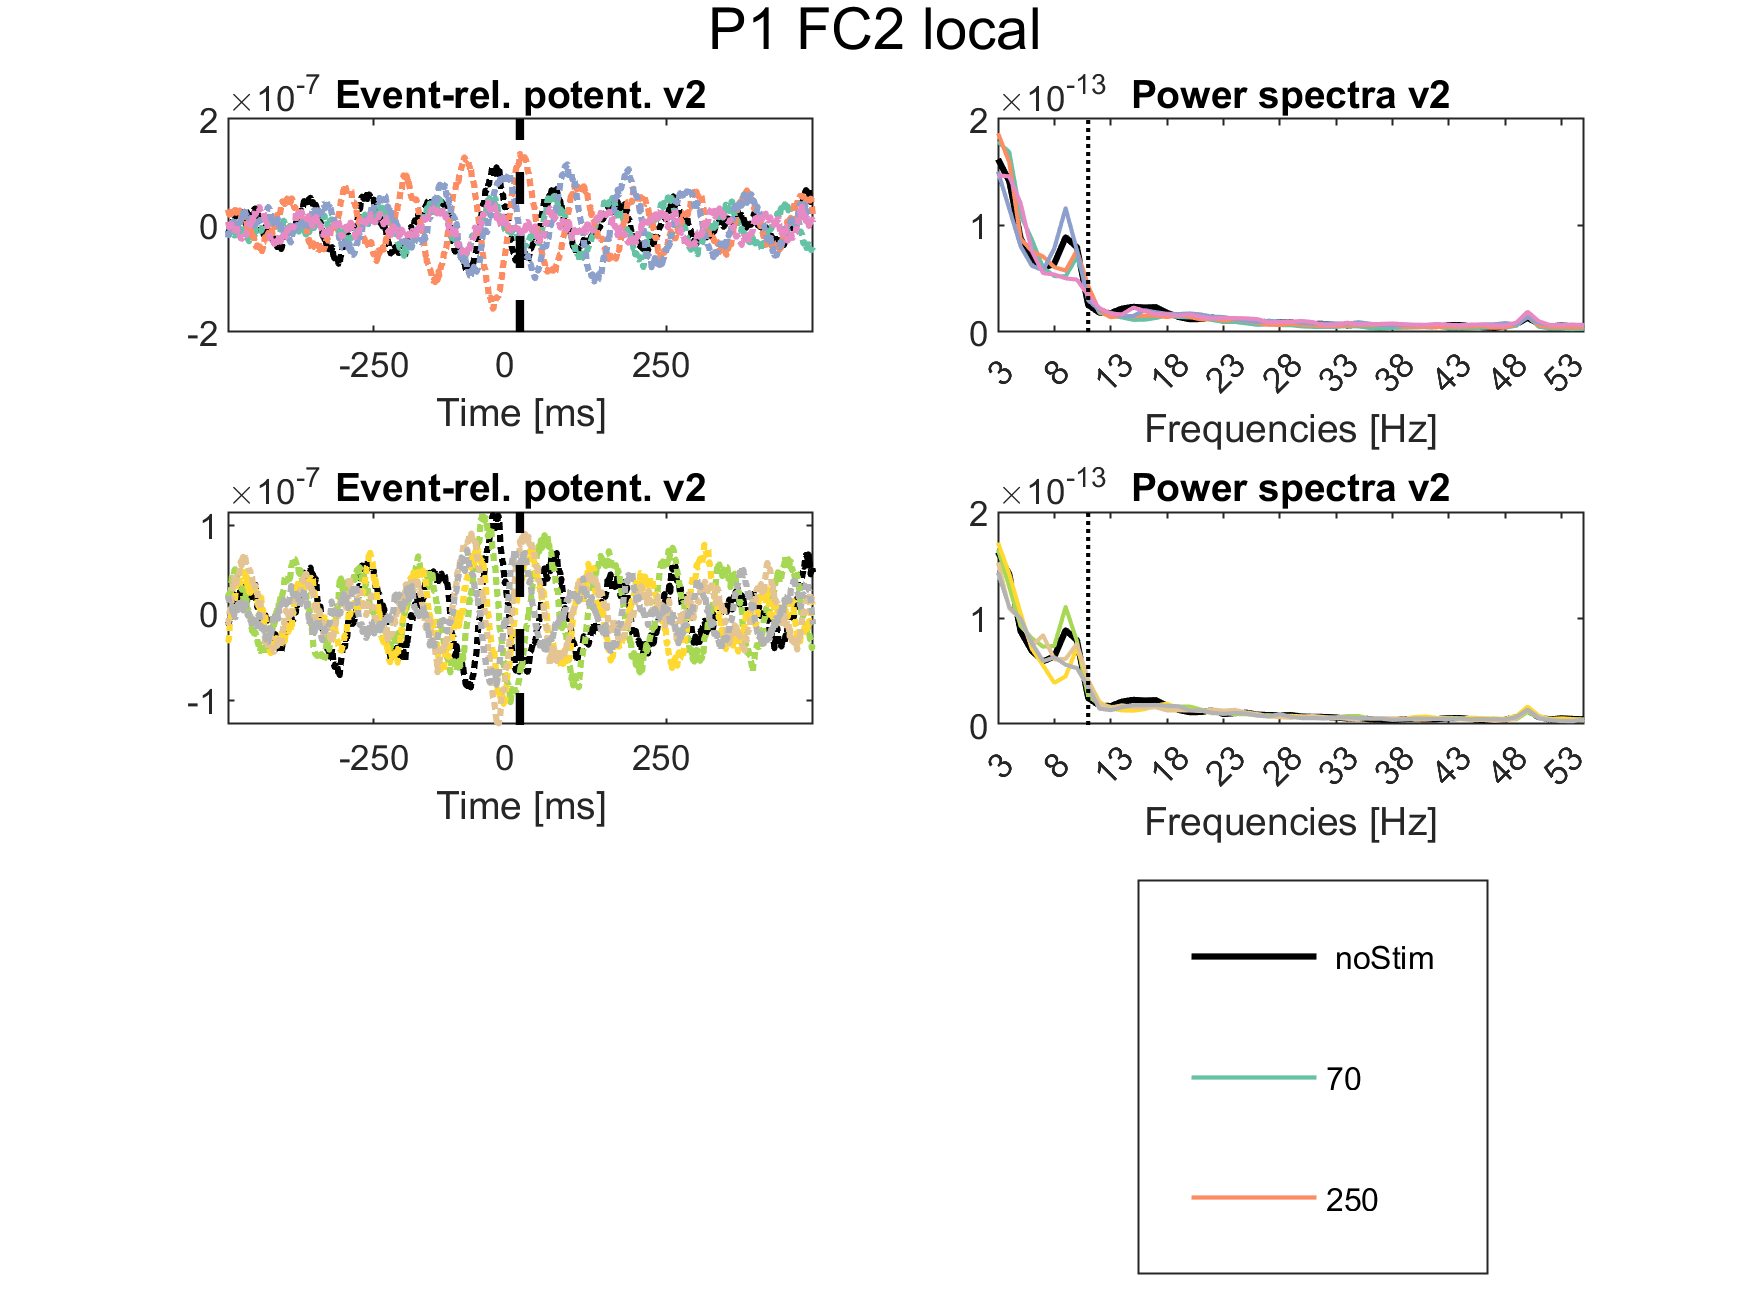 P1 FC2 local
×10-7 Event-rel. potent. v2
2
0
-2
-250 0 250
Time [ms]
×10-13 Power spectra v2
2
1
0
3 8 13 18 23 28 33 38 43 48 53
Frequencies [Hz]
×10-7 Event-rel. potent. v2
1
0
-1
-250 0 250
Time [ms]
×10-13 Power spectra v2
2
1
0
3 8 13 18 23 28 33 38 43 48 53
Frequencies [Hz]
noStim
70
250